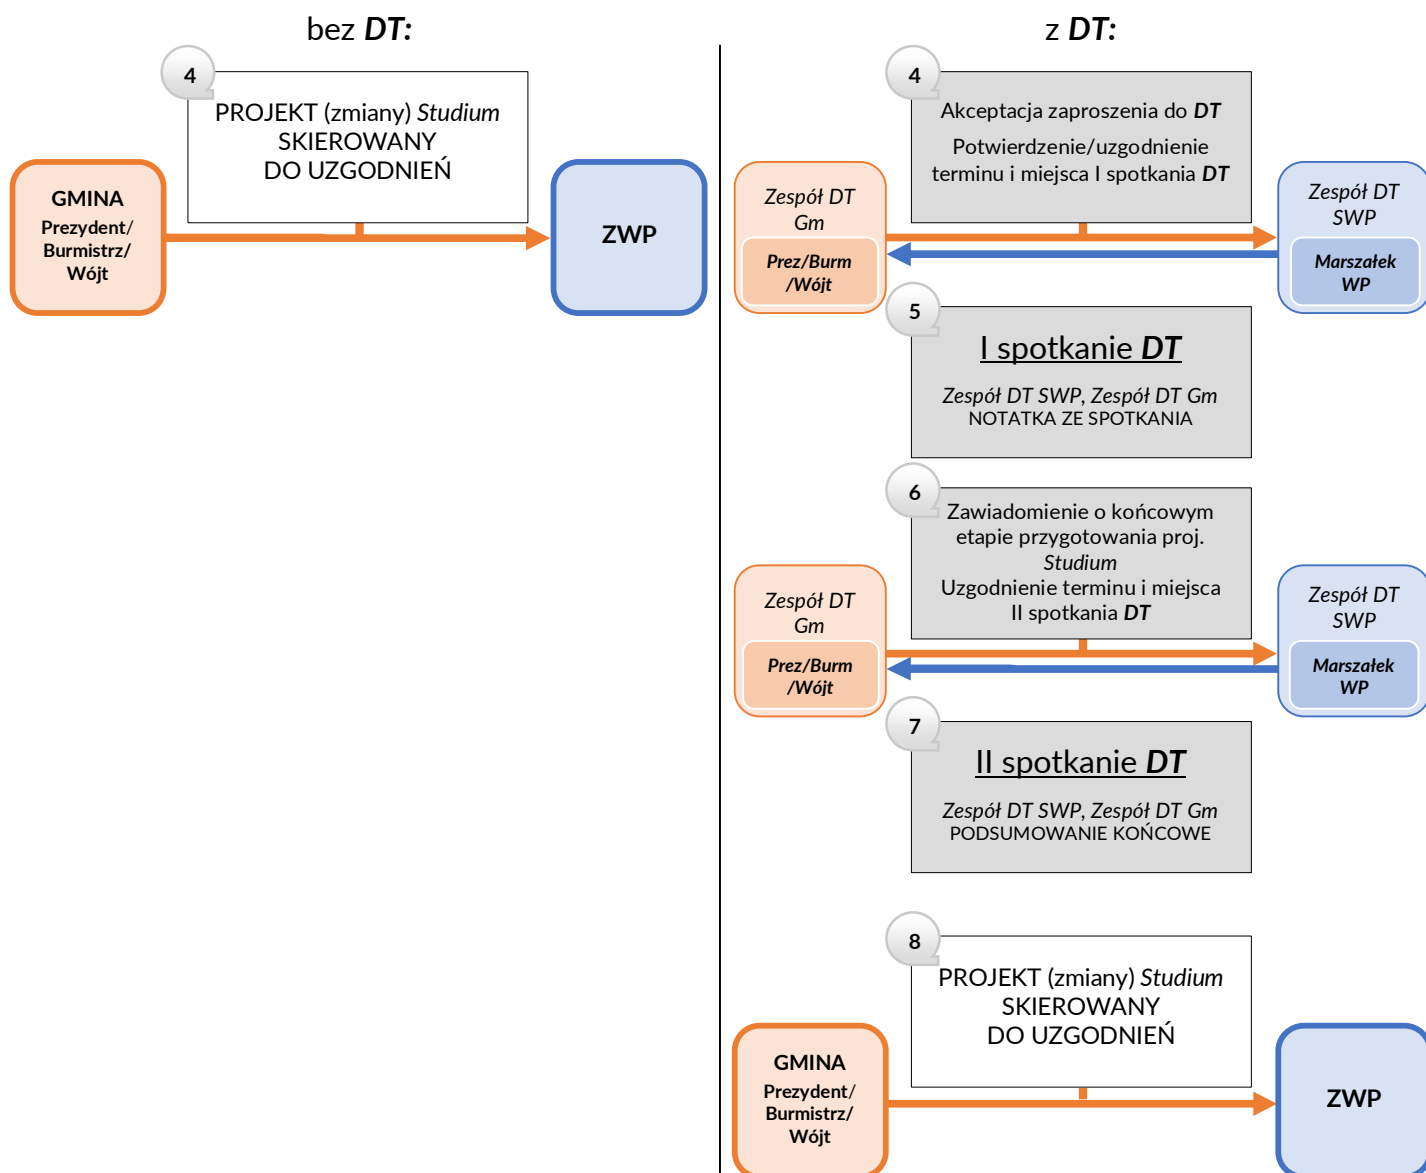 bez DT:
4
PROJEKT (zmiany) Studium
SKIEROWANY
DO UZGODNIEŃ
GMINA
Prezydent/
Burmistrz/
Wójt
ZWP
z DT:
4
Akceptacja zaproszenia do DT
Potwierdzenie/uzgodnienie
terminu i miejsca I spotkania DT
Zespół DT
Gm
Prez/Burm
/Wójt
Zespół DT
SWP
Marszałek
WP
5
I spotkanie DT
Zespół DT SWP, Zespół DT Gm
NOTATKA ZE SPOTKANIA
6
Zawiadomienie o końcowym
etapie przygotowania proj.
Studium
Uzgodnienie terminu i miejsca
II spotkania DT
Zespół DT
Gm
Prez/Burm
/Wójt
Zespół DT
SWP
Marszałek
WP
7
II spotkanie DT
Zespół DT SWP, Zespół DT Gm
PODSUMOWANIE KOŃCOWE
8
PROJEKT (zmiany) Studium
SKIEROWANY
DO UZGODNIEŃ
GMINA
Prezydent/
Burmistrz/
Wójt
ZWP